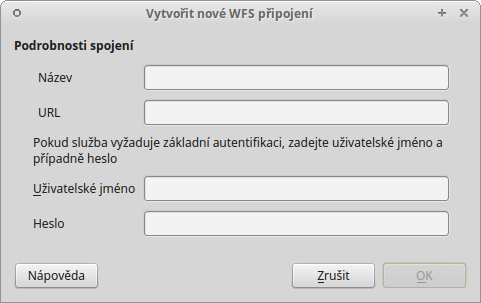 Vytvořit nové WFS připojení
Podrobnosti spojení
Název
URL
Pokud služba vyžaduje základní autentifikaci, zadejte uživatelské jméno a
případně heslo
Uživatelské jméno
Heslo
Nápověda
Zrušit
OK